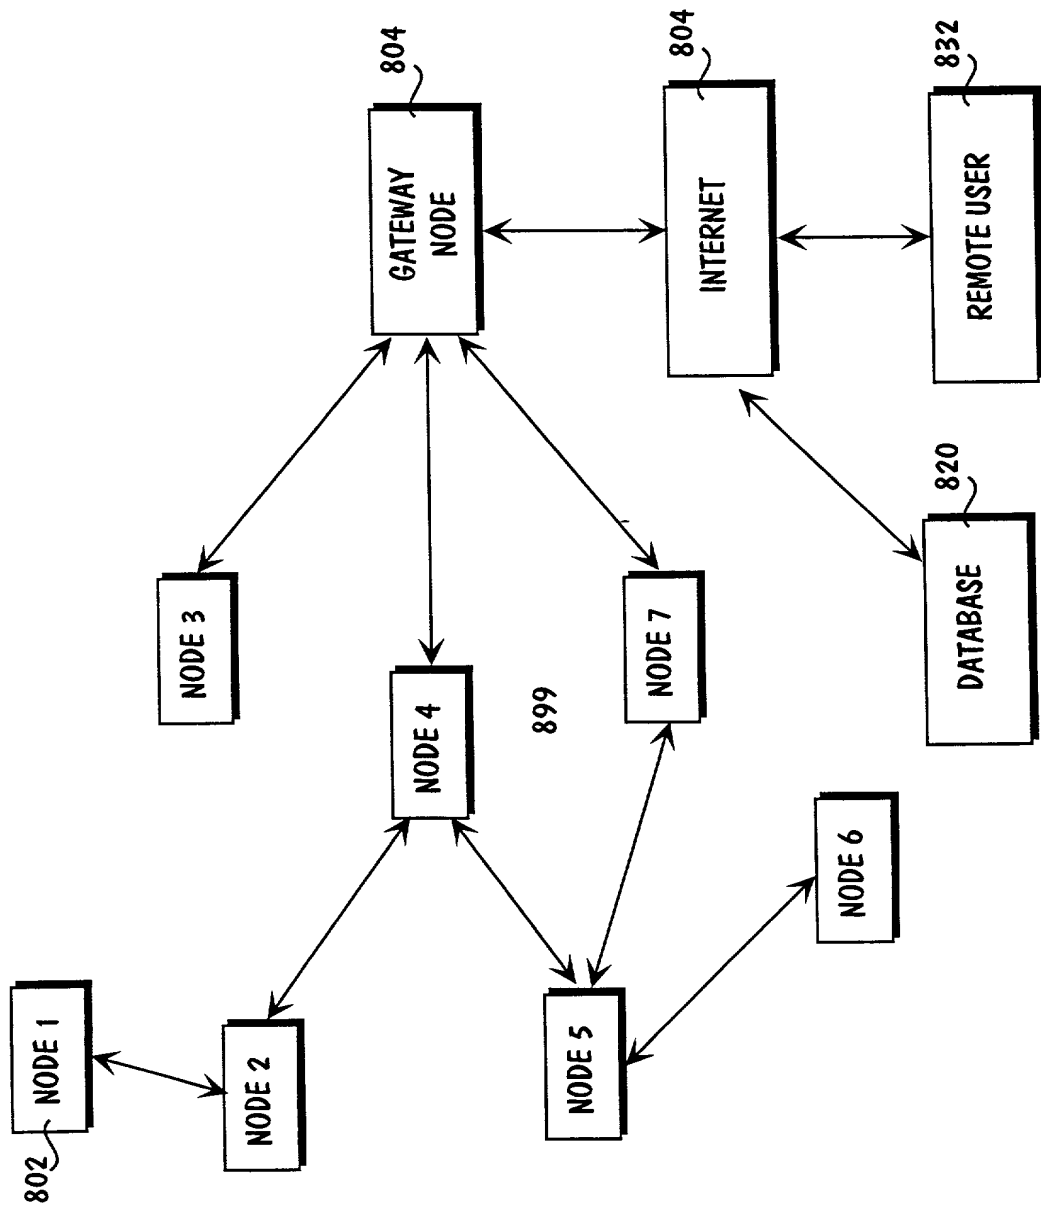 802
NODE 1
NODE 2
NODE 3
NODE 4
NODE 5
899
NODE 7
NODE 6
804
GATEWAY
NODE
804
INTERNET
832
REMOTE USER
820
DATABASE